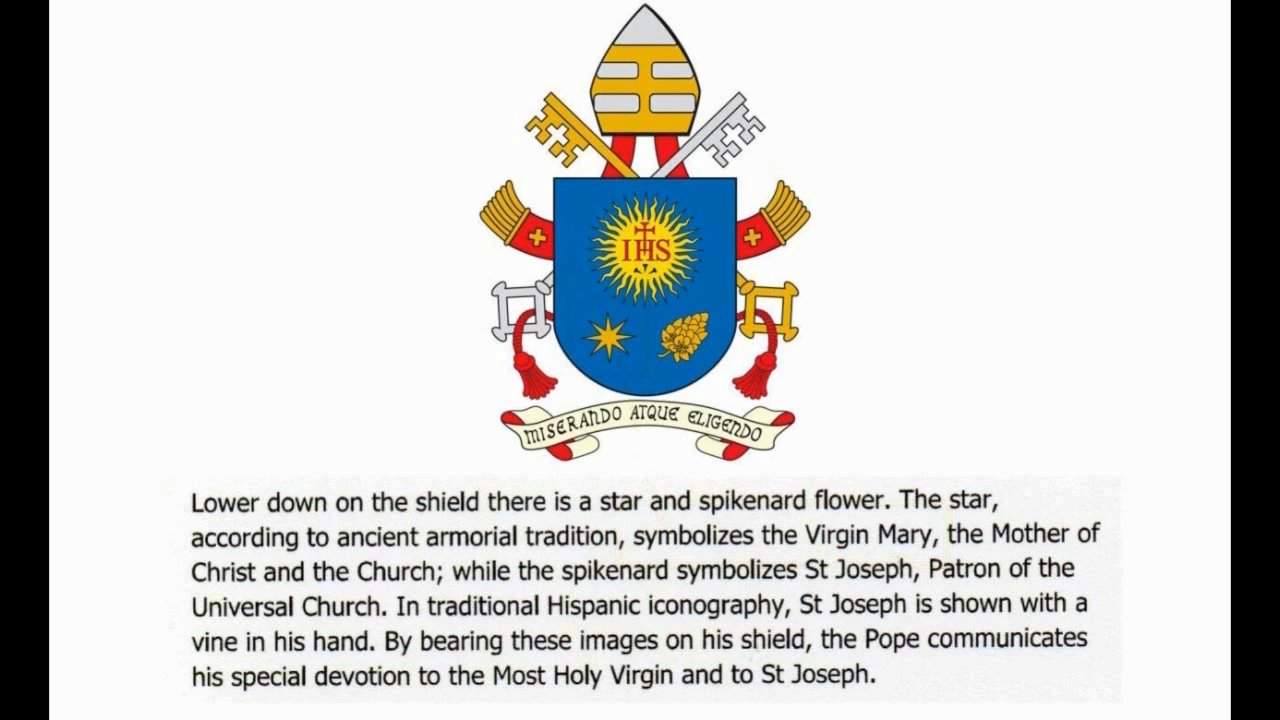 IHS
MISERANDO ATQUE ELIGENDO
Lower down on the shield there is a star and spikenard flower. The star,
according to ancient armorial tradition, symbolizes the Virgin Mary, the Mother of
Christ and the Church; while the spikenard symbolizes St Joseph, Patron of the
Universal Church. In traditional Hispanic iconography, St Joseph is shown with a
vine in his hand. By bearing these images on his shield, the Pope communicates
his special devotion to the Most Holy Virgin and to St Joseph.